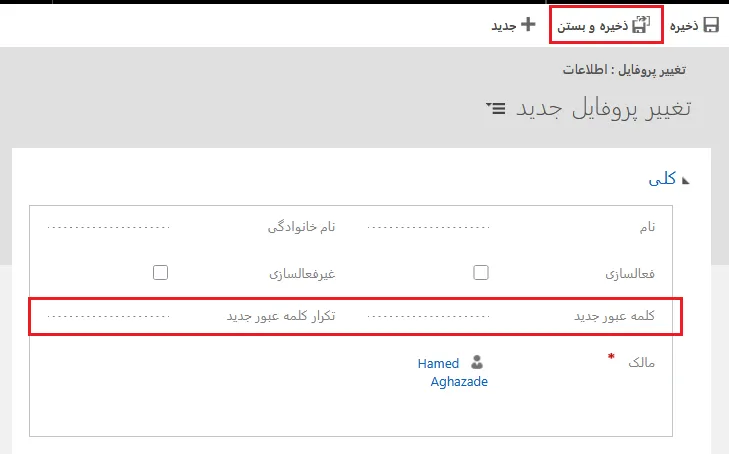 ذخیره ذخیره و بستن جدید
تغییر پروفایل : اطلاعات
تغییر پروفایل جدید
کلی
نام نام خانوادگی
فعالسازی غیرفعالسازی
کلمه عبور جدید تکرار کلمه عبور جدید
مالک * Hamed
Aghazade